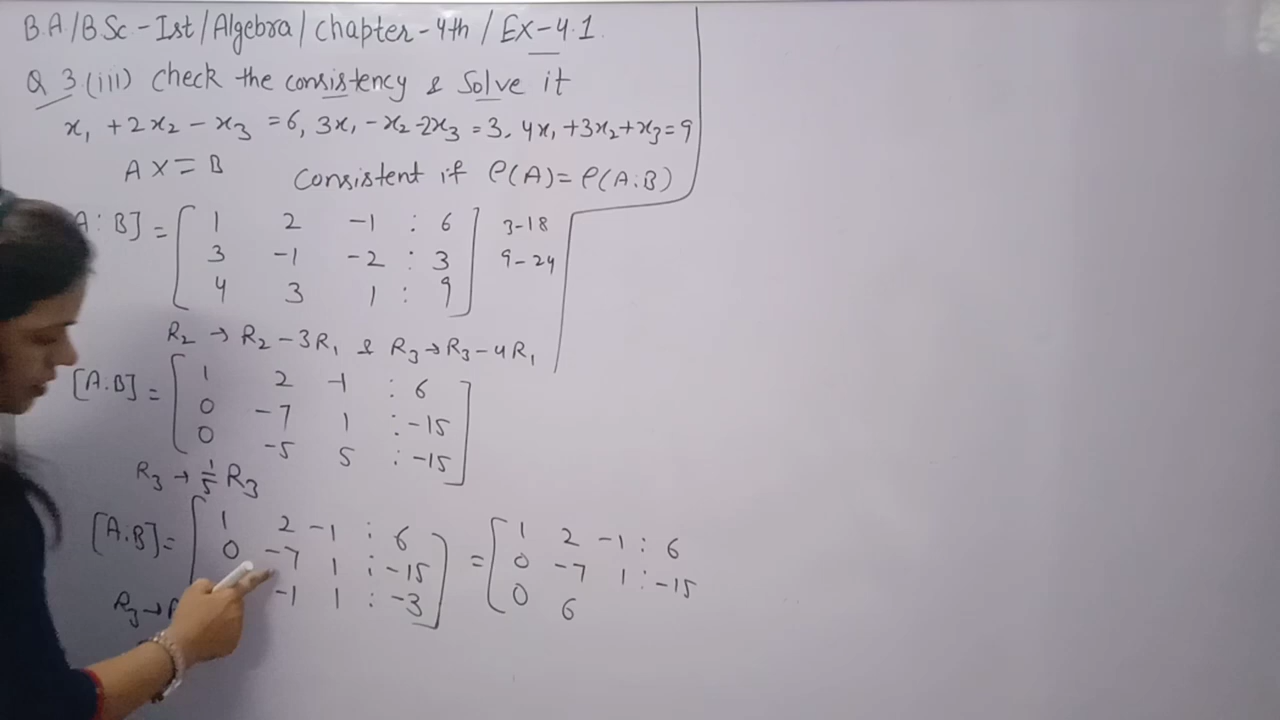 B.A/B.Sc-Ist/Algebra/Chapter-4th/Ex-4.1.
Q 3(iii) check the consistency & Solve it
x₁ + 2x₂ - x₃ = 6, 3x₁ - x₂ - 2x₃ = 3, 4x₁ + 3x₂ + x₃ = 9
AX = B Consistent if ρ(A) = ρ(A:B)
A:B] = [ 1 2 -1 : 6 ] 3-18
3 -1 -2 : 3 9-24
4 3 1 : 9
R₂ → R₂ - 3R₁ & R₃ → R₃ - 4R₁
[A:B] = [ 1 2 -1 : 6 ]
0 -7 1 : -15
0 -5 5 : -15
R₃ → 1/5 R₃
[A:B] = [ 1 2 -1 : 6 ] = [ 1 2 -1 : 6
0 -7 1 : -15 0 -7 1 : -15
-1 1 : -3 0 6
R₃ →